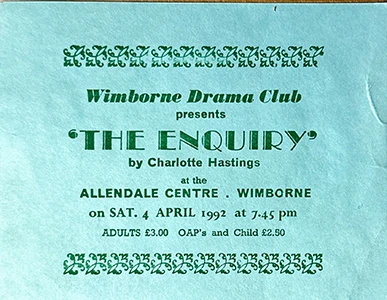 Wimborne Drama Club
presents
'THE ENQUIRY'
by Charlotte Hastings
at the
ALLENDALE CENTRE . WIMBORNE
on SAT. 4 APRIL 1992 at 7.45 pm
ADULTS £3.00 OAP's and Child £2.50